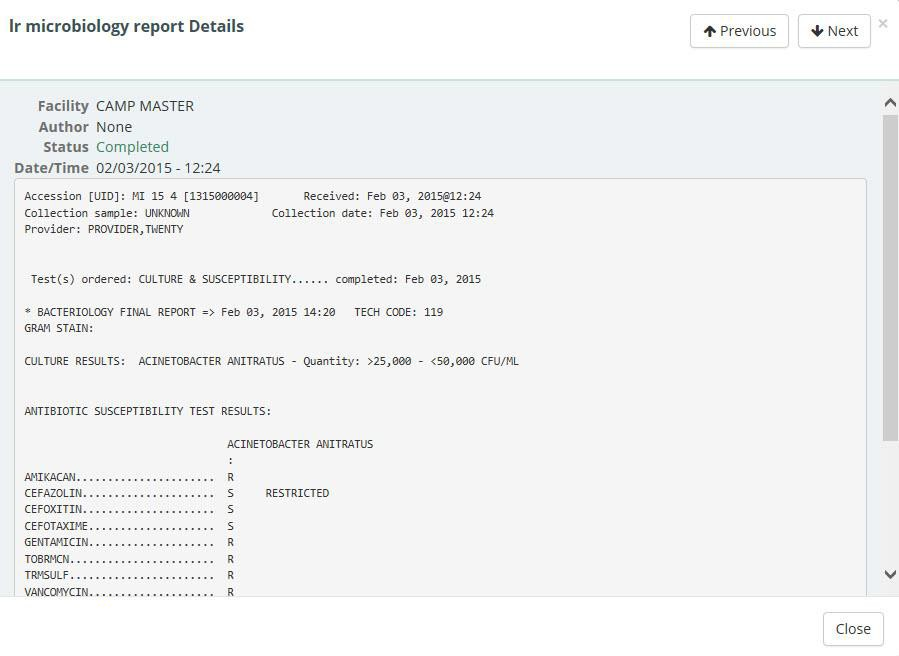 lr microbiology report Details
Previous
Next
×
Facility CAMP MASTER
Author None
Status Completed
Date/Time 02/03/2015 - 12:24
Accession [UID]: MI 15 4 [1315000004] Received: Feb 03, 2015@12:24
Collection sample: UNKNOWN Collection date: Feb 03, 2015 12:24
Provider: PROVIDER,TWENTY
Test(s) ordered: CULTURE & SUSCEPTIBILITY...... completed: Feb 03, 2015
* BACTERIOLOGY FINAL REPORT => Feb 03, 2015 14:20 TECH CODE: 119
GRAM STAIN:
CULTURE RESULTS: ACINETOBACTER ANITRATUS - Quantity: >25,000 - <50,000 CFU/ML
ANTIBIOTIC SUSCEPTIBILITY TEST RESULTS:
ACINETOBACTER ANITRATUS
:
AMIKACAN...................... R
CEFAZOLIN..................... S RESTRICTED
CEFOXITIN..................... S
CEFOTAXIME.................... S
GENTAMICIN.................... R
TOBRMCN....................... R
TRMSULF....................... R
VANCOMYCIN.................... R
Close